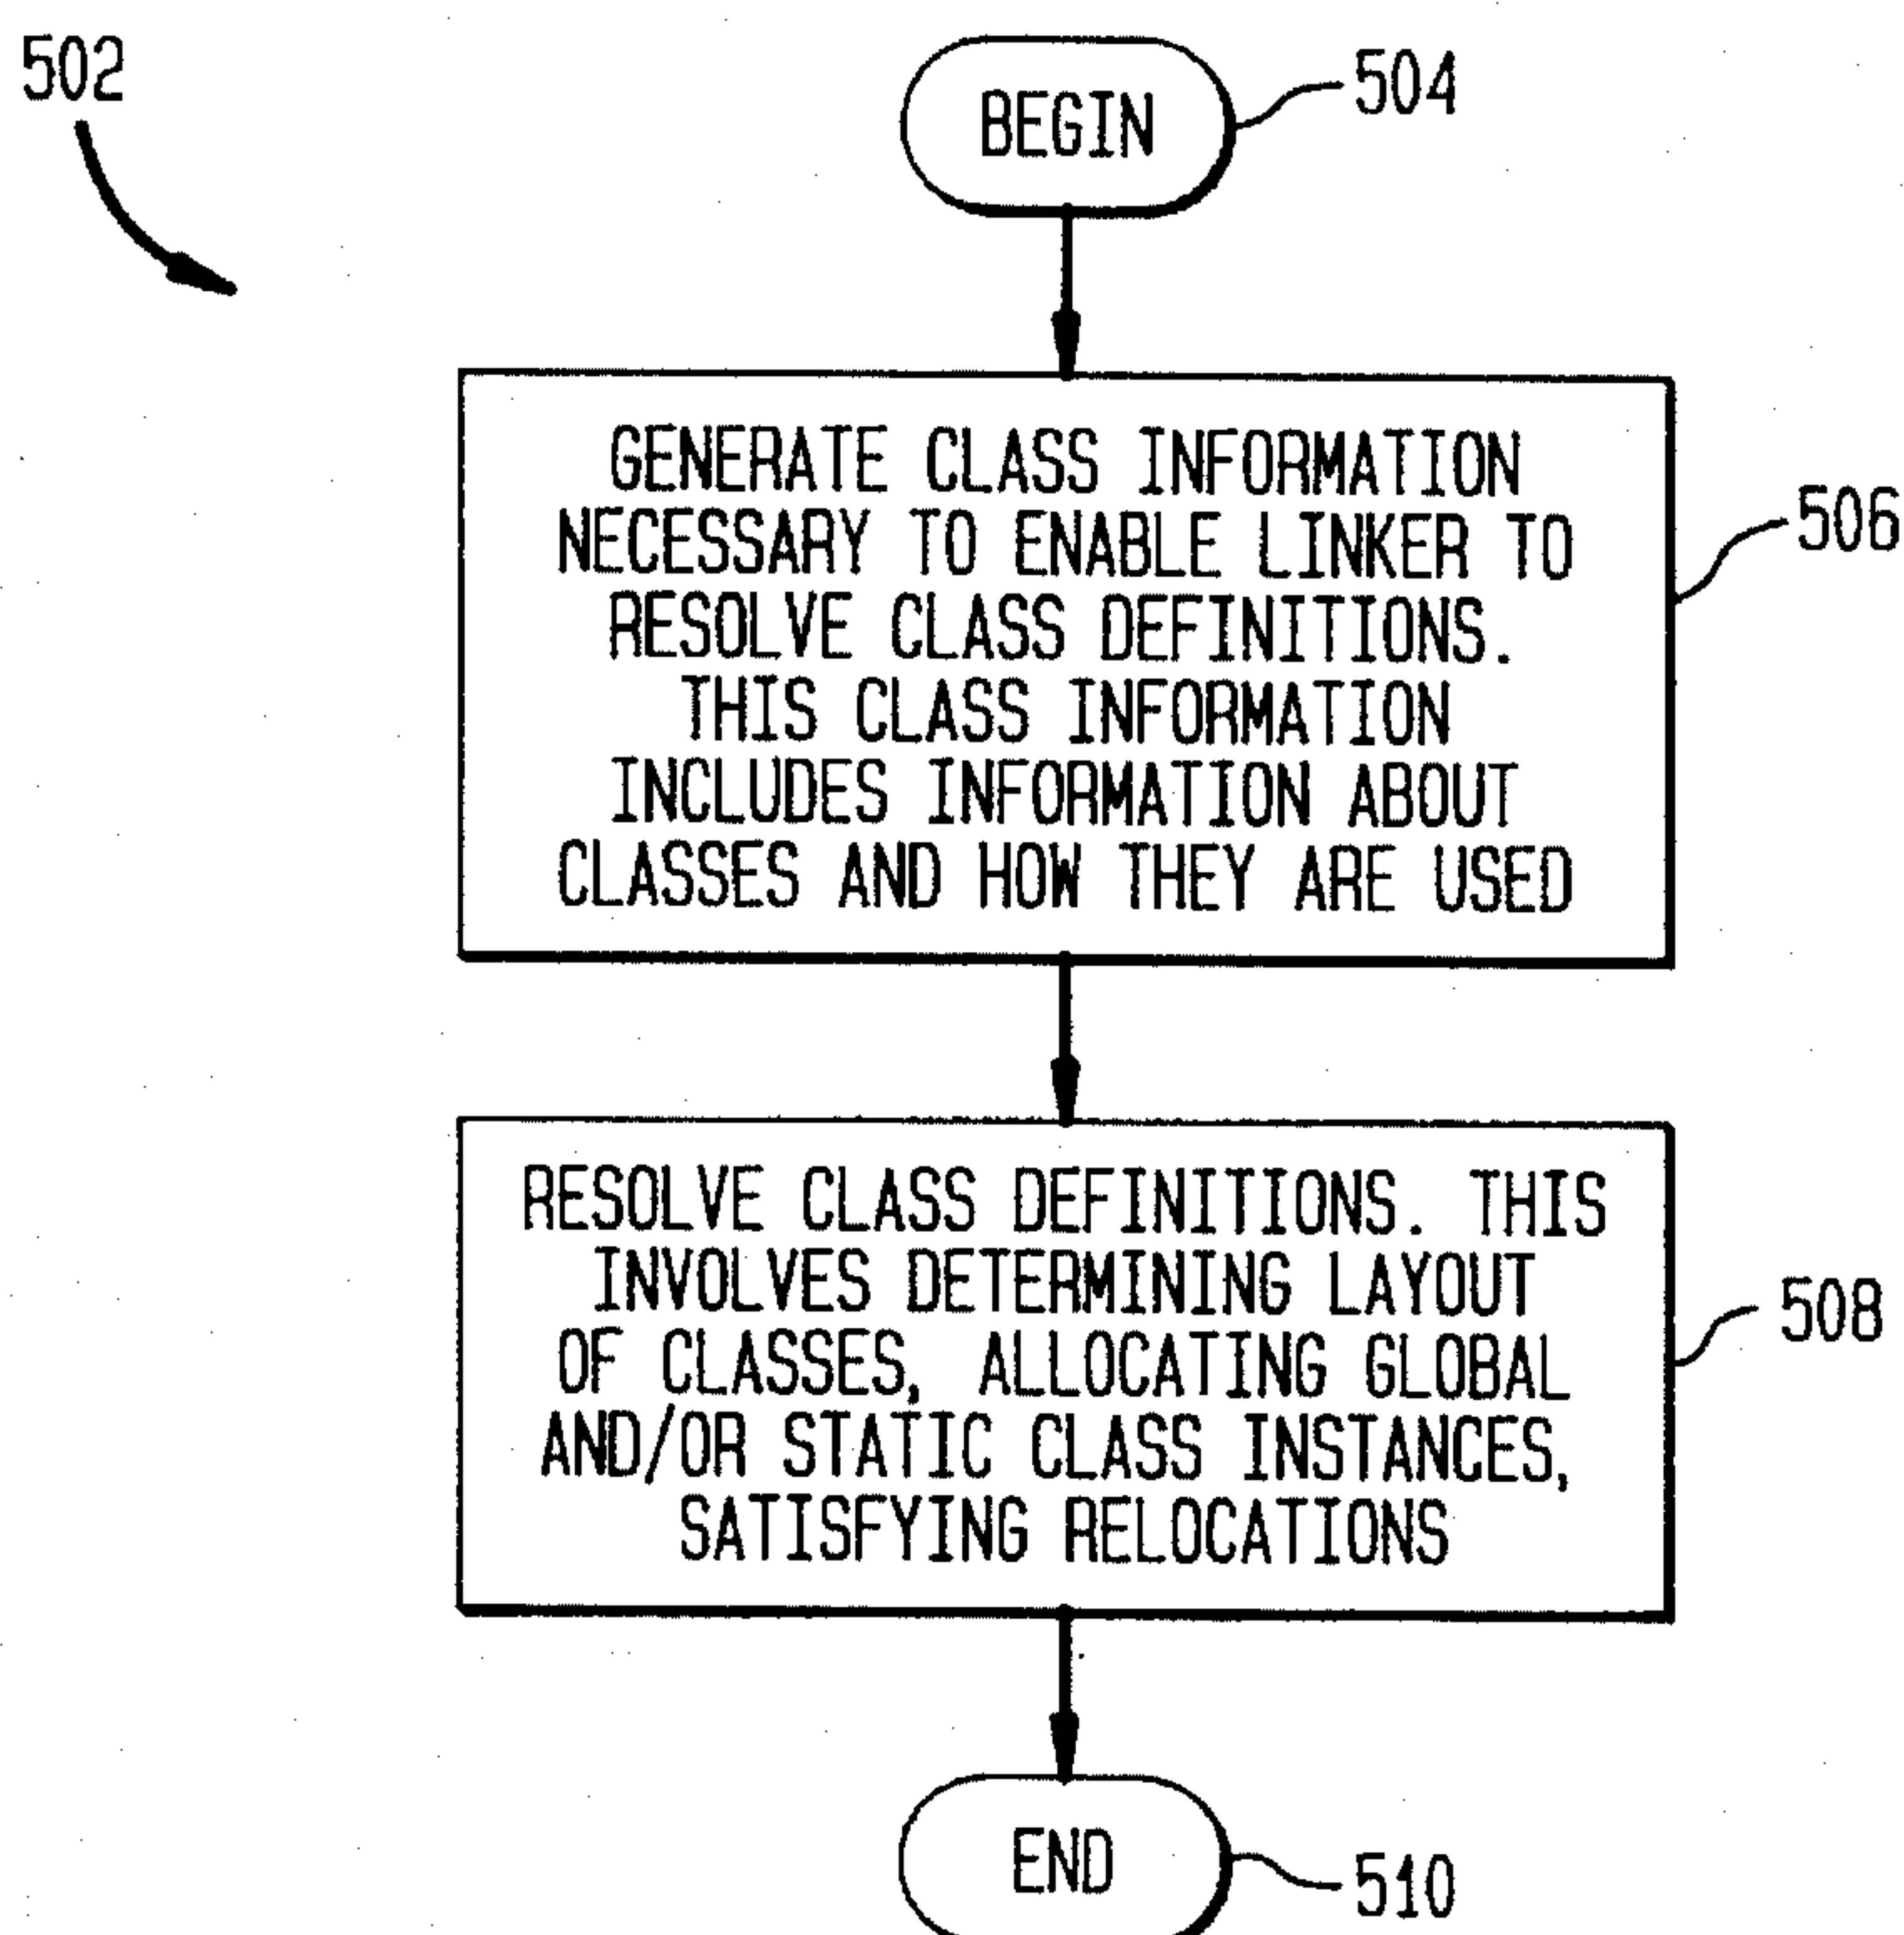 502
BEGIN
504
GENERATE CLASS INFORMATION
NECESSARY TO ENABLE LINKER TO
RESOLVE CLASS DEFINITIONS.
THIS CLASS INFORMATION
INCLUDES INFORMATION ABOUT
CLASSES AND HOW THEY ARE USED
506
RESOLVE CLASS DEFINITIONS. THIS
INVOLVES DETERMINING LAYOUT
OF CLASSES, ALLOCATING GLOBAL
AND/OR STATIC CLASS INSTANCES,
SATISFYING RELOCATIONS
508
END
510